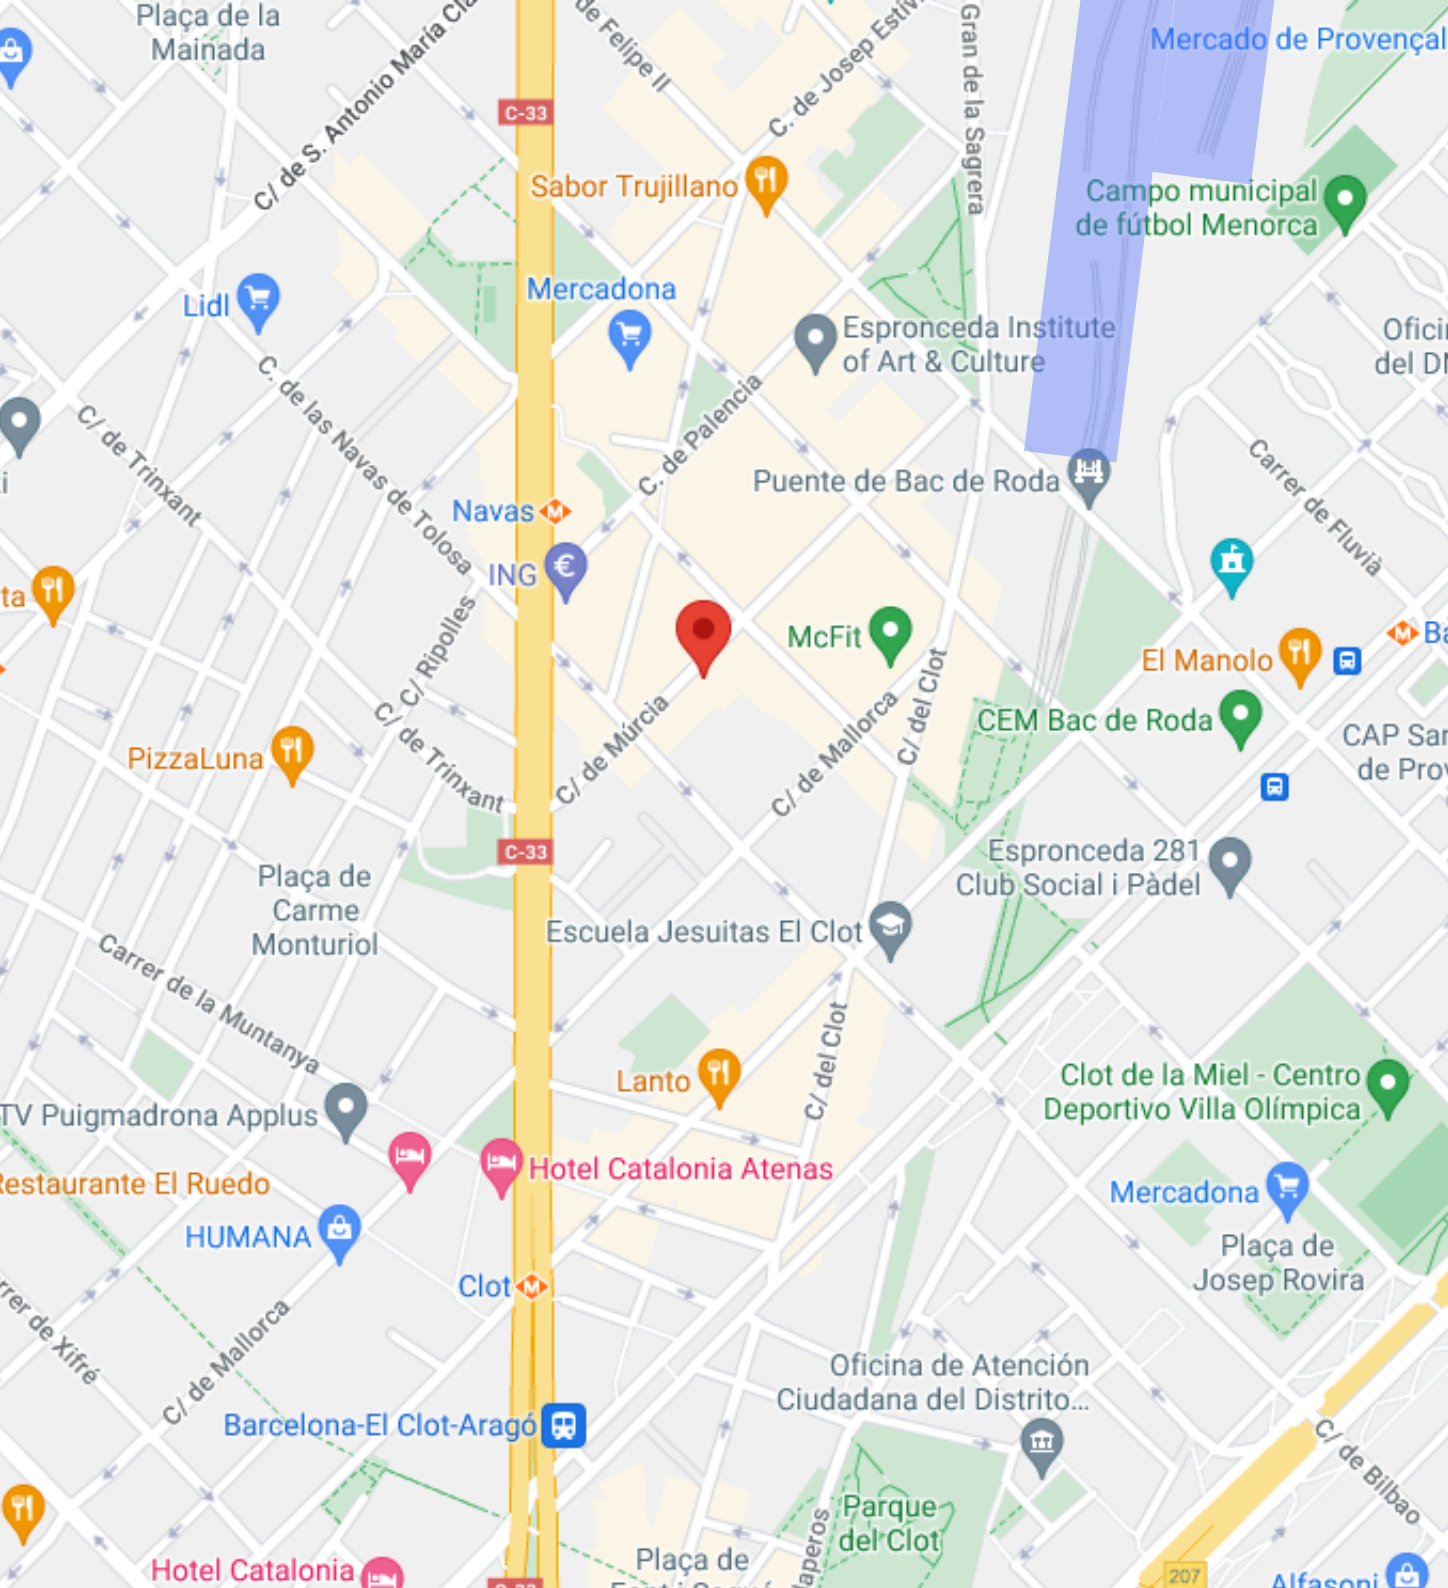 Plaça de la
Mainada
C/ de S. Antonio María Cla
de Felipe II
C. de Josep Estiv
Gran de la Sagrera
Mercado de Provençal
C-33
Sabor Trujillano
Campo municipal
de fútbol Menorca
Lidl
Mercadona
Espronceda Institute
of Art & Culture
Ofici
del DN
C. de las Navas de Tolosa
C/ de Trinxant
C. de Palencia
Puente de Bac de Roda
Carrer de Fluvià
i
Navas
ING
ta
C/ Ripolles
McFit
Ba
El Manolo
C/ de Trinxant
C/ de Múrcia
C/ de Mallorca
C/ del Clot
CEM Bac de Roda
CAP San
de Prov
PizzaLuna
C-33
Espronceda 281
Club Social i Pàdel
Plaça de
Carme
Monturiol
Escuela Jesuitas El Clot
Carrer de la Muntanya
C/ del Clot
Lanto
Clot de la Miel - Centro
Deportivo Villa Olímpica
TV Puigmadrona Applus
Hotel Catalonia Atenas
Restaurante El Ruedo
Mercadona
HUMANA
Plaça de
Josep Rovira
Clot
rrer de Xifré
C/ de Mallorca
Oficina de Atención
Ciudadana del Distrito...
Barcelona-El Clot-Aragó
C/ de Bilbao
Parque
del Clot
laperos
Plaça de
Hotel Catalonia
207
Alfasoni